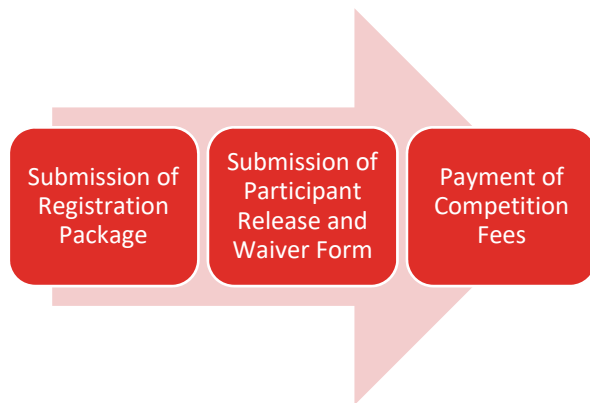 Submission of
Registration
Package
Submission of
Participant
Release and
Waiver Form
Payment of
Competition
Fees